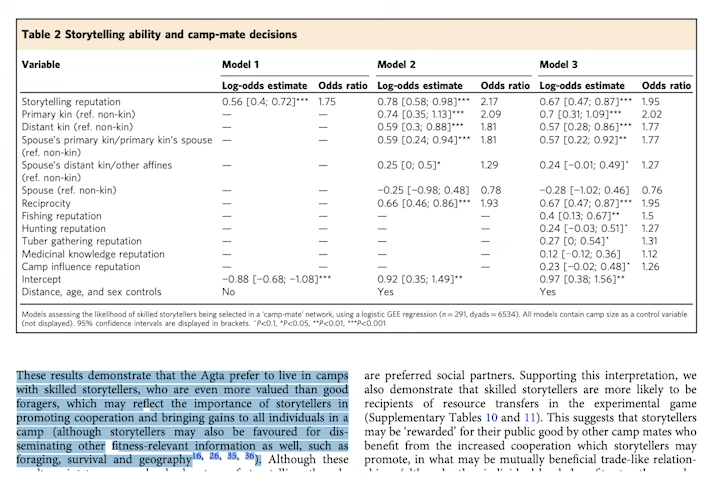 Table 2 Storytelling ability and camp-mate decisions
Variable Model 1 Model 2 Model 3
Log-odds estimate Odds ratio Log-odds estimate Odds ratio Log-odds estimate Odds ratio
Storytelling reputation 0.56 [0.4; 0.72]*** 1.75 0.78 [0.58; 0.98]*** 2.17 0.67 [0.47; 0.87]*** 1.95
Primary kin (ref. non-kin) — — 0.74 [0.35; 1.13]*** 2.09 0.7 [0.31; 1.09]*** 2.02
Distant kin (ref. non-kin) — — 0.59 [0.3; 0.88]*** 1.81 0.57 [0.28; 0.86]*** 1.77
Spouse's primary kin/primary kin's spouse — — 0.59 [0.24; 0.94]*** 1.81 0.57 [0.22; 0.92]** 1.77
(ref. non-kin)
Spouse's distant kin/other affines — — 0.25 [0; 0.5]* 1.29 0.24 [−0.01; 0.49]˙ 1.27
(ref. non-kin)
Spouse (ref. non-kin) — — −0.25 [−0.98; 0.48] 0.78 −0.28 [−1.02; 0.46] 0.76
Reciprocity — — 0.66 [0.46; 0.86]*** 1.93 0.67 [0.47; 0.87]*** 1.95
Fishing reputation — — — — 0.4 [0.13; 0.67]** 1.5
Hunting reputation — — — — 0.24 [−0.03; 0.51]˙ 1.27
Tuber gathering reputation — — — — 0.27 [0; 0.54]˙ 1.31
Medicinal knowledge reputation — — — — 0.12 [−0.12; 0.36] 1.12
Camp influence reputation — — — — 0.23 [−0.02; 0.48]˙ 1.26
Intercept −0.88 [−0.68; −1.08]*** 0.92 [0.35; 1.49]** 0.97 [0.38; 1.56]**
Distance, age, and sex controls No Yes Yes
Models assessing the likelihood of skilled storytellers being selected in a 'camp-mate' network, using a logistic GEE regression (n = 291, dyads = 6534). All models contain camp size as a control variable
(not displayed). 95% confidence intervals are displayed in brackets. ˙P<0.1, *P<0.05, **P<0.01, ***P<0.001
These results demonstrate that the Agta prefer to live in camps
with skilled storytellers, who are even more valued than good
foragers, which may reflect the importance of storytellers in
promoting cooperation and bringing gains to all individuals in a
camp (although storytellers may also be favoured for dis-
seminating other fitness-relevant information as well, such as
foraging, survival and geography16, 26, 35, 36). Although these
are preferred social partners. Supporting this interpretation, we
also demonstrate that skilled storytellers are more likely to be
recipients of resource transfers in the experimental game
(Supplementary Tables 10 and 11). This suggests that storytellers
may be 'rewarded' for their public good by other camp mates who
benefit from the increased cooperation which storytellers may
promote, in what may be mutually beneficial trade-like relation-